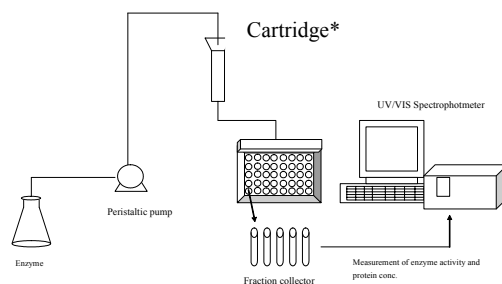 Cartridge*
UV/VIS Spectrophotmeter
Peristaltic pump
Enzyme
Fraction collector
Measurement of enzyme activity and
protein conc.